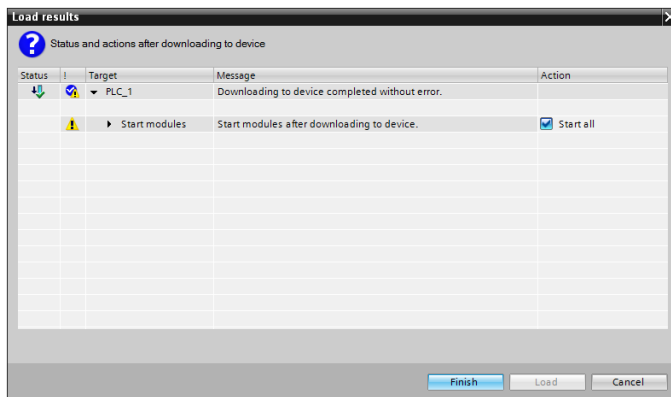 Load results
Status and actions after downloading to device
Status ! Target Message Action
PLC_1 Downloading to device completed without error.
Start modules Start modules after downloading to device. Start all
Finish Load Cancel